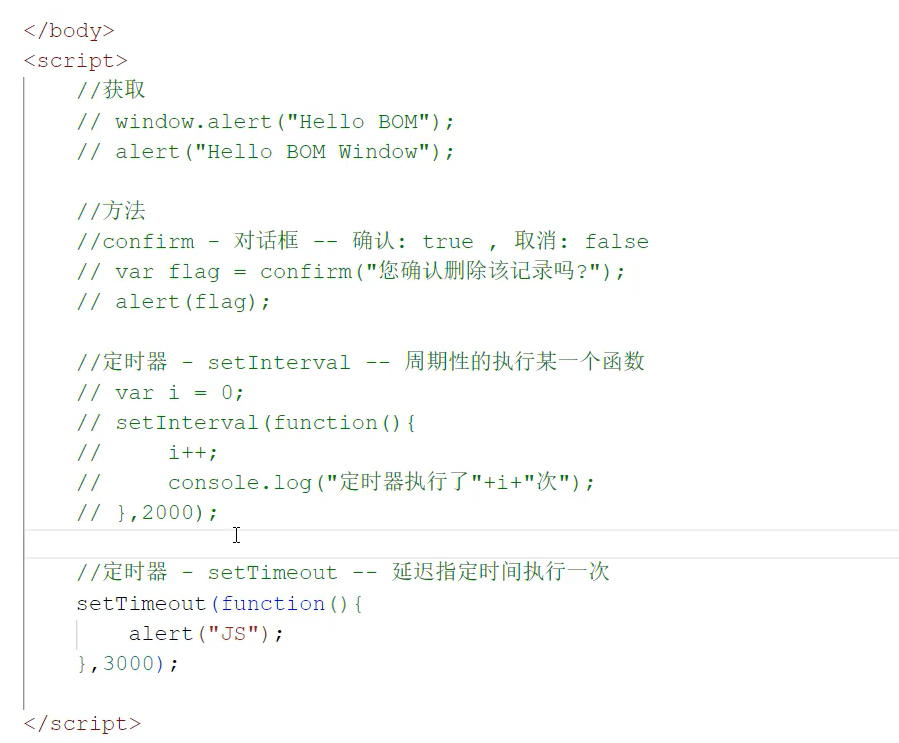 </body>
<script>
//获取
// window.alert("Hello BOM");
// alert("Hello BOM Window");
//方法
//confirm - 对话框 -- 确认: true , 取消: false
// var flag = confirm("您确认删除该记录吗?");
// alert(flag);
//定时器 - setInterval -- 周期性的执行某一个函数
// var i = 0;
// setInterval(function(){
//     i++;
//     console.log("定时器执行了"+i+"次");
// },2000);
//定时器 - setTimeout -- 延迟指定时间执行一次
setTimeout(function(){
    alert("JS");
},3000);
</script>